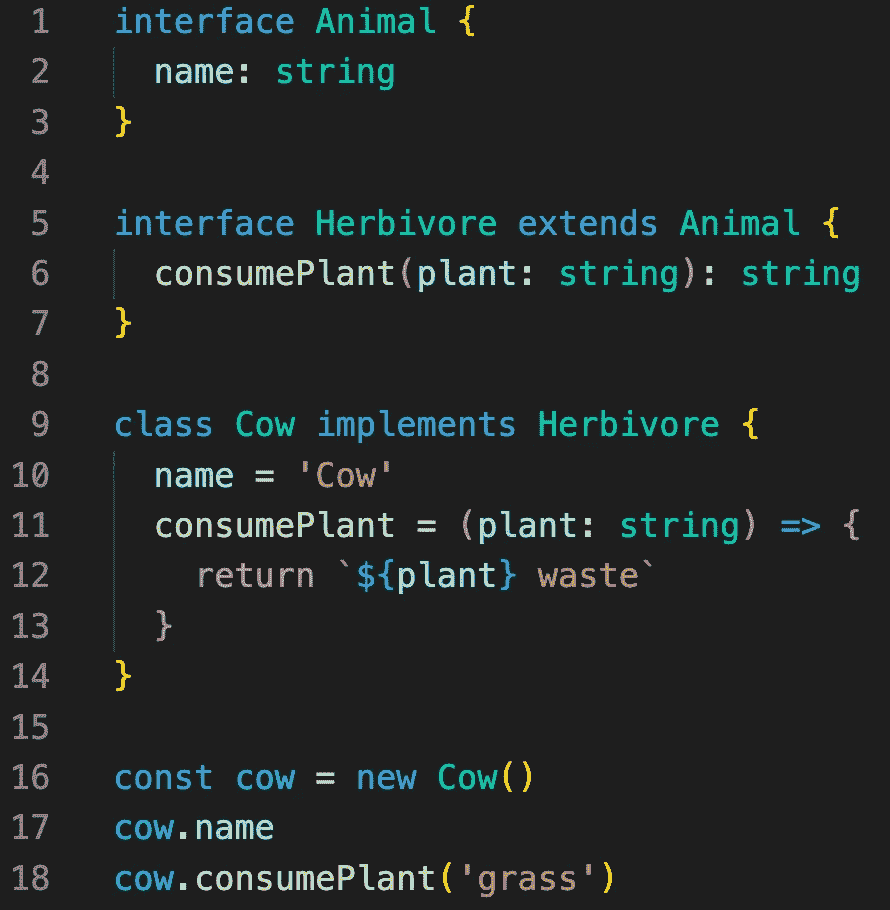 1 interface Animal {
2   name: string
3 }
4
5 interface Herbivore extends Animal {
6   consumePlant(plant: string): string
7 }
8
9 class Cow implements Herbivore {
10   name = 'Cow'
11   consumePlant = (plant: string) => {
12     return `${plant} waste`
13   }
14 }
15
16 const cow = new Cow()
17 cow.name
18 cow.consumePlant('grass')